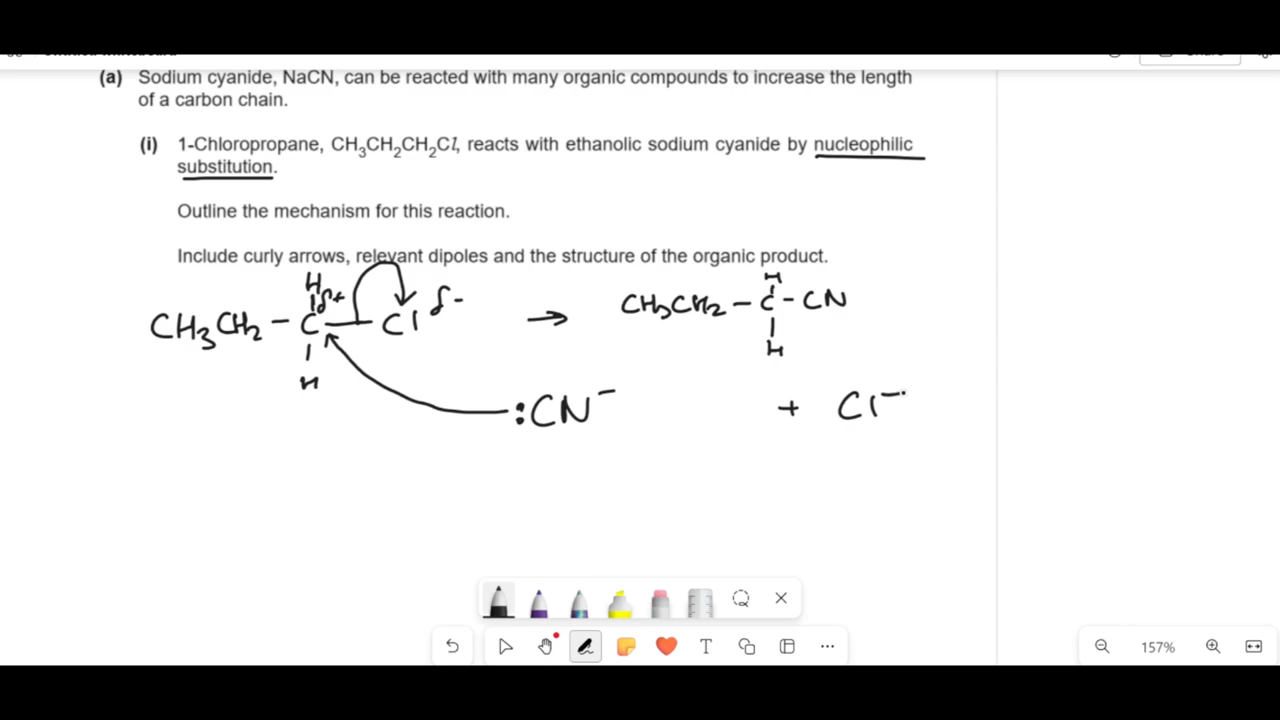 (a) Sodium cyanide, NaCN, can be reacted with many organic compounds to increase the length
of a carbon chain.
(i) 1-Chloropropane, CH₃CH₂CH₂Cl, reacts with ethanolic sodium cyanide by nucleophilic
substitution.
Outline the mechanism for this reaction.
Include curly arrows, relevant dipoles and the structure of the organic product.
H H
δ+ δ-
CH₃CH₂ – C – Cl → CH₃CH₂ – C – CN
H H
:CN⁻ + Cl⁻
157%